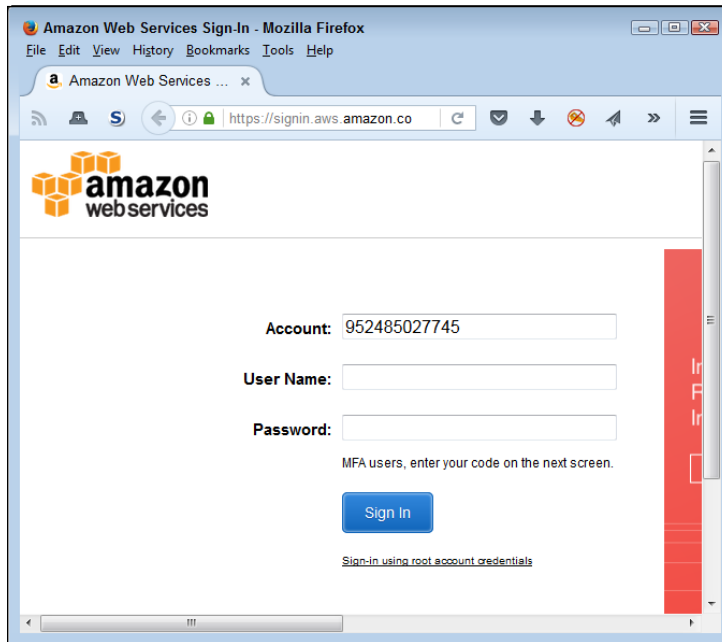 Amazon Web Services Sign-In - Mozilla Firefox
File Edit View History Bookmarks Tools Help
a Amazon Web Services ... ×
S https://signin.aws.amazon.co »
amazon
web services
Account: 952485027745
User Name:
Password:
MFA users, enter your code on the next screen.
Sign In
Sign-in using root account credentials